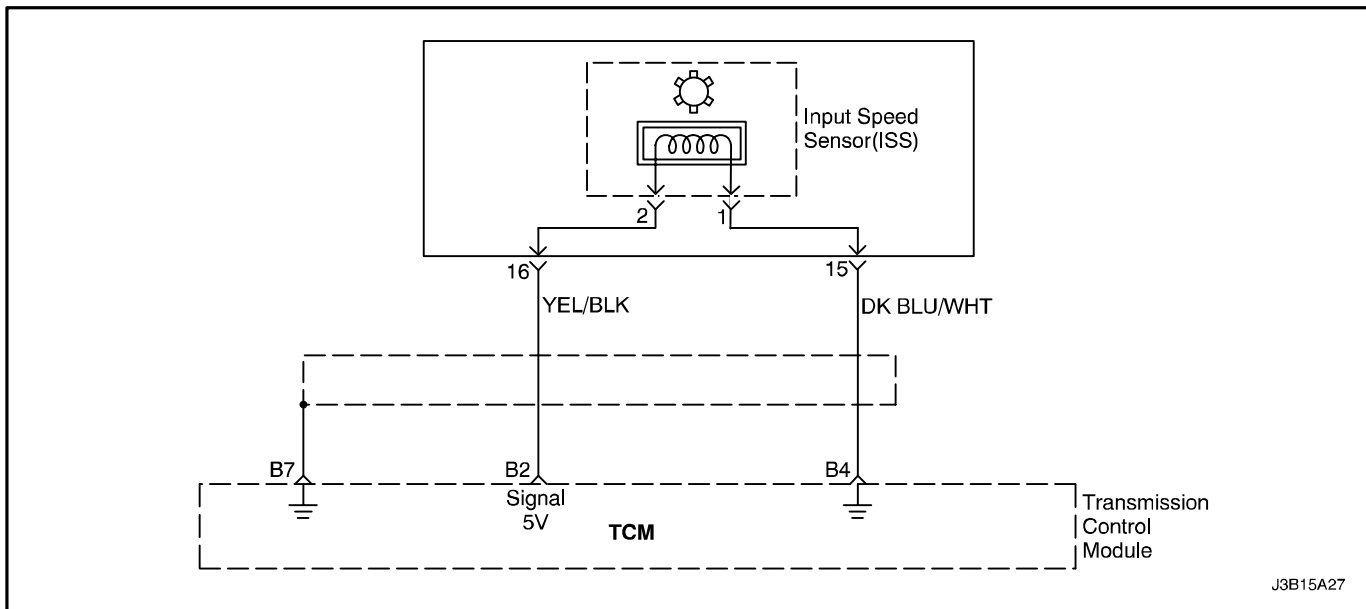 Input Speed
Sensor(ISS)
2
1
16
15
YEL/BLK
DK BLU/WHT
B7
B2
B4
Signal
5V
TCM
Transmission
Control
Module
J3B15A27